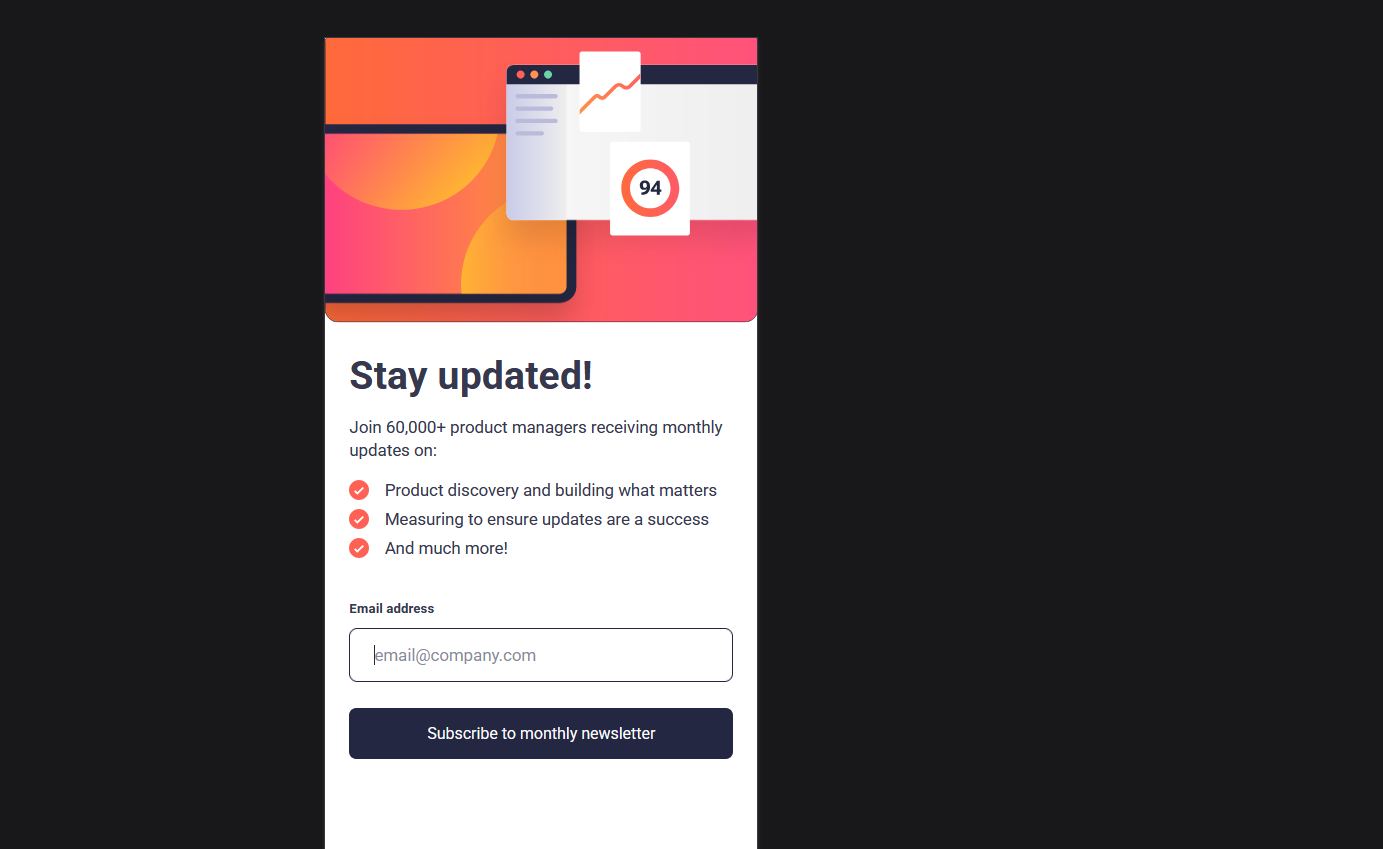 94
Stay updated!
Join 60,000+ product managers receiving monthly
updates on:
Product discovery and building what matters
Measuring to ensure updates are a success
And much more!
Email address
email@company.com
Subscribe to monthly newsletter